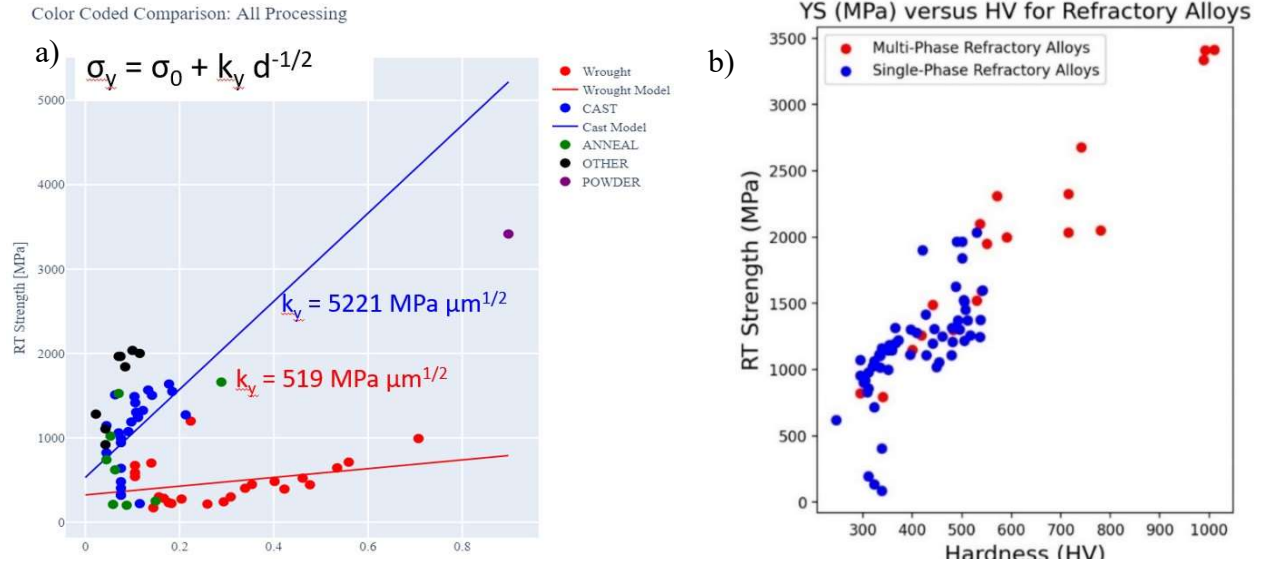 Color Coded Comparison: All Processing
a)
σy = σ0 + ky d-1/2
Wrought
Wrought Model
CAST
Cast Model
ANNEAL
OTHER
POWDER
RT Strength [MPa]
5000
4000
3000
2000
1000
0
ky = 5221 MPa μm1/2
ky = 519 MPa μm1/2
0
0.2
0.4
0.6
0.8
b)
YS (MPa) versus HV for Refractory Alloys
Multi-Phase Refractory Alloys
Single-Phase Refractory Alloys
RT Strength (MPa)
3500
3000
2500
2000
1500
1000
500
0
300
400
500
600
700
800
900
1000
Hardness (HV)